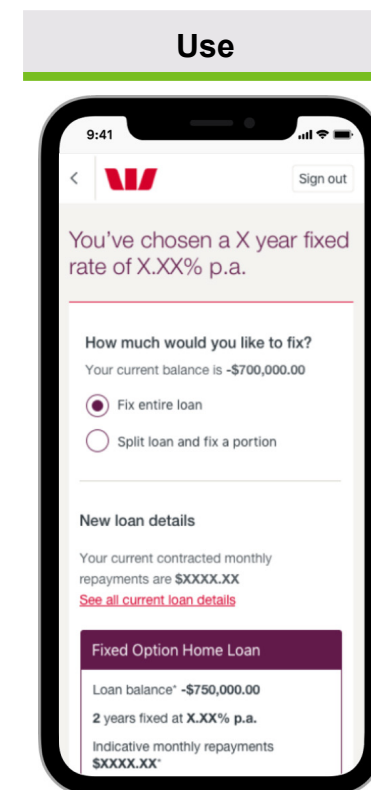 Use
9:41
Sign out
You've chosen a X year fixed
rate of X.XX% p.a.
How much would you like to fix?
Your current balance is -$700,000.00
Fix entire loan
Split loan and fix a portion
New loan details
Your current contracted monthly
repayments are $XXXX.XX
See all current loan details
Fixed Option Home Loan
Loan balance* -$750,000.00
2 years fixed at X.XX% p.a.
Indicative monthly repayments
$XXXX.XX*